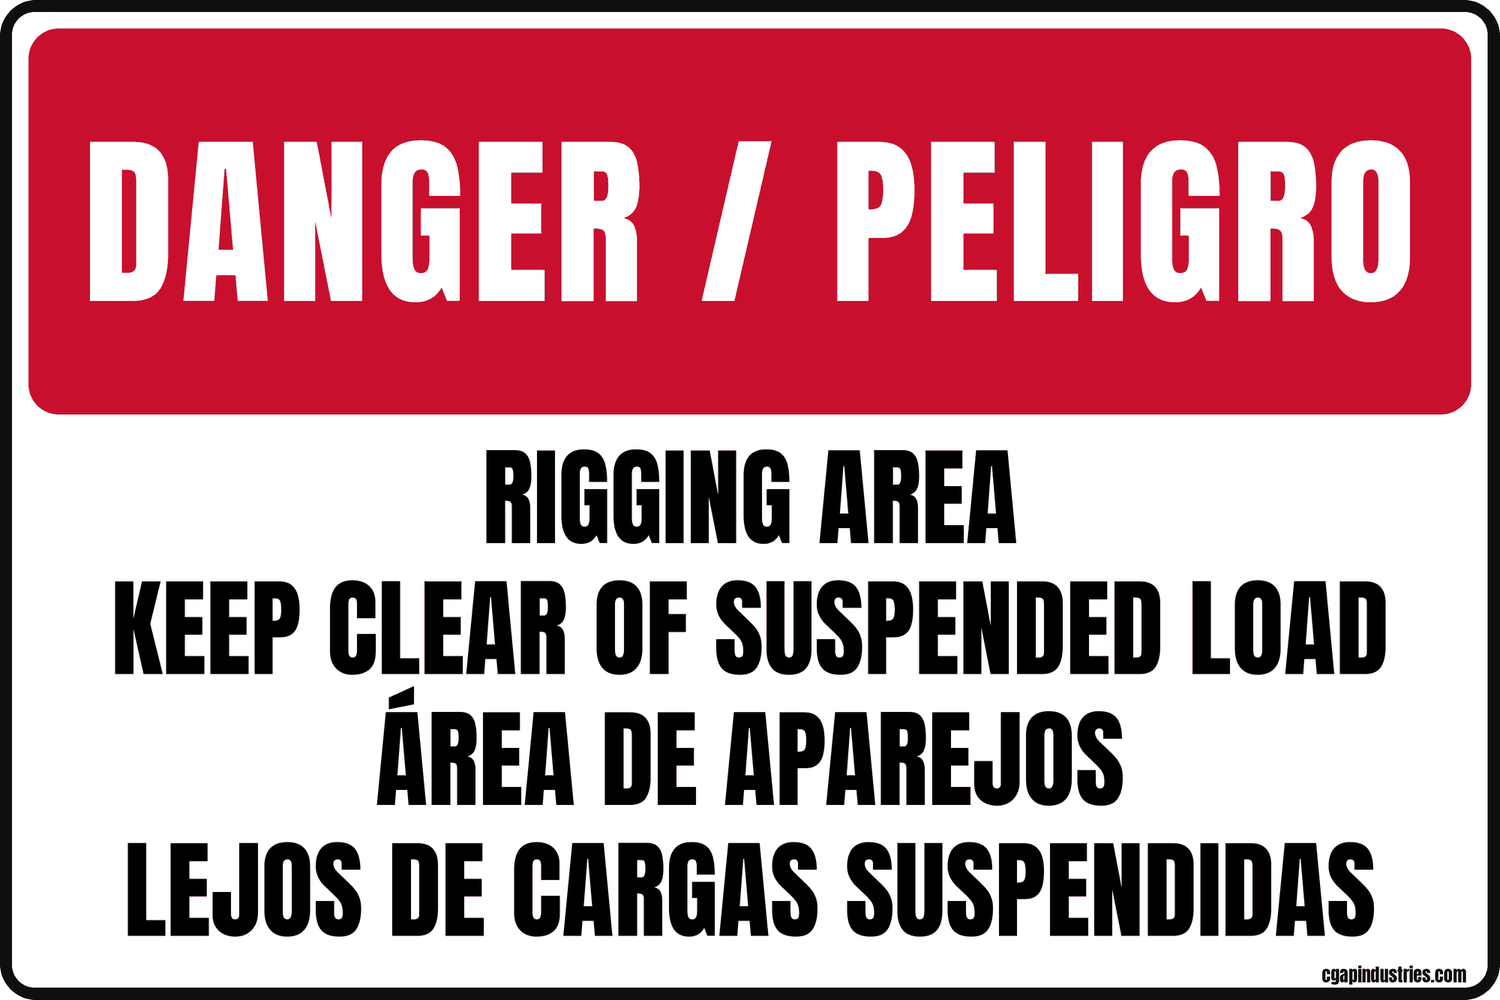 DANGER / PELIGRO
RIGGING AREA
KEEP CLEAR OF SUSPENDED LOAD
ÁREA DE APAREJOS
LEJOS DE CARGAS SUSPENDIDAS
cgapindustries.com